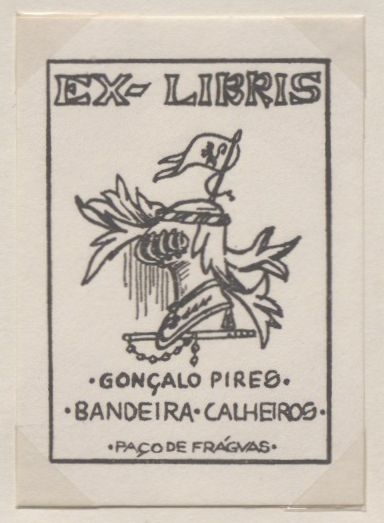 EX-LIBRIS
·GONÇALO PIRES·
·BANDEIRA·CALHEIROS·
·PAÇO DE FRÁGVAS·